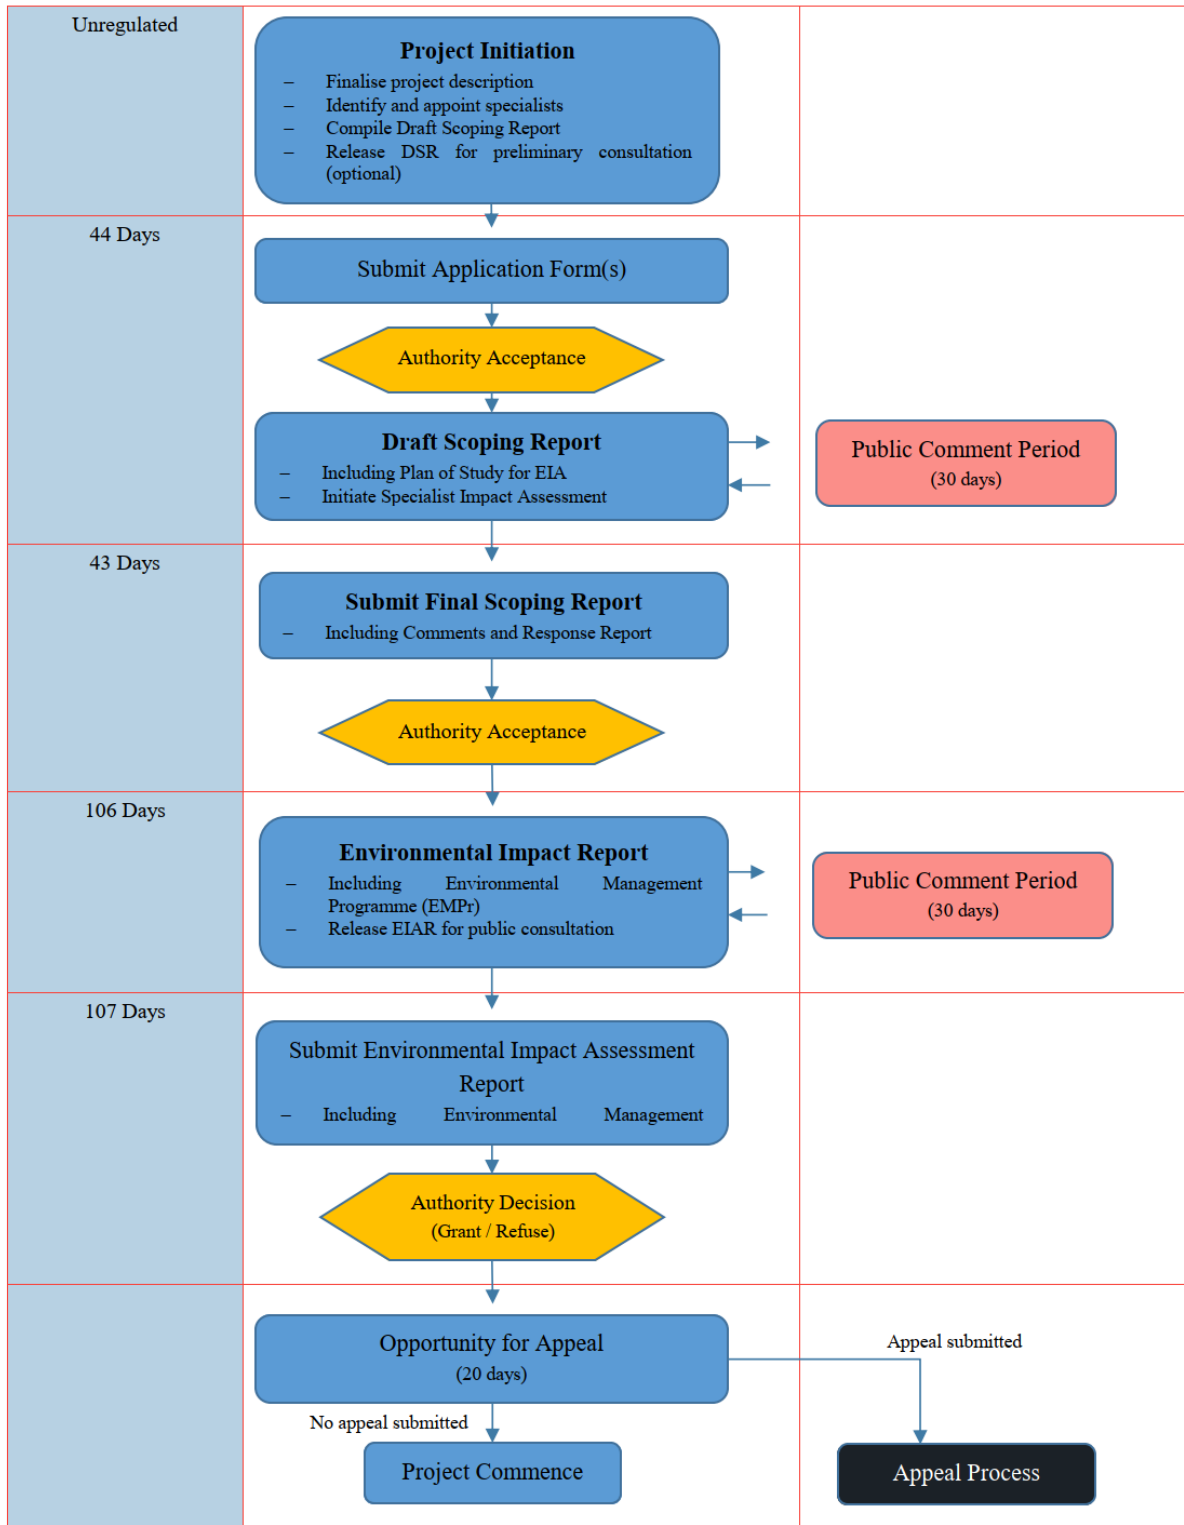 Unregulated
Project Initiation
– Finalise project description
– Identify and appoint specialists
– Compile Draft Scoping Report
– Release DSR for preliminary consultation
(optional)
44 Days
Submit Application Form(s)
Authority Acceptance
Draft Scoping Report
– Including Plan of Study for EIA
– Initiate Specialist Impact Assessment
Public Comment Period
(30 days)
43 Days
Submit Final Scoping Report
– Including Comments and Response Report
Authority Acceptance
106 Days
Environmental Impact Report
– Including Environmental Management
Programme (EMPr)
– Release EIAR for public consultation
Public Comment Period
(30 days)
107 Days
Submit Environmental Impact Assessment
Report
– Including Environmental Management
Authority Decision
(Grant / Refuse)
Opportunity for Appeal
(20 days)
Appeal submitted
No appeal submitted
Project Commence
Appeal Process